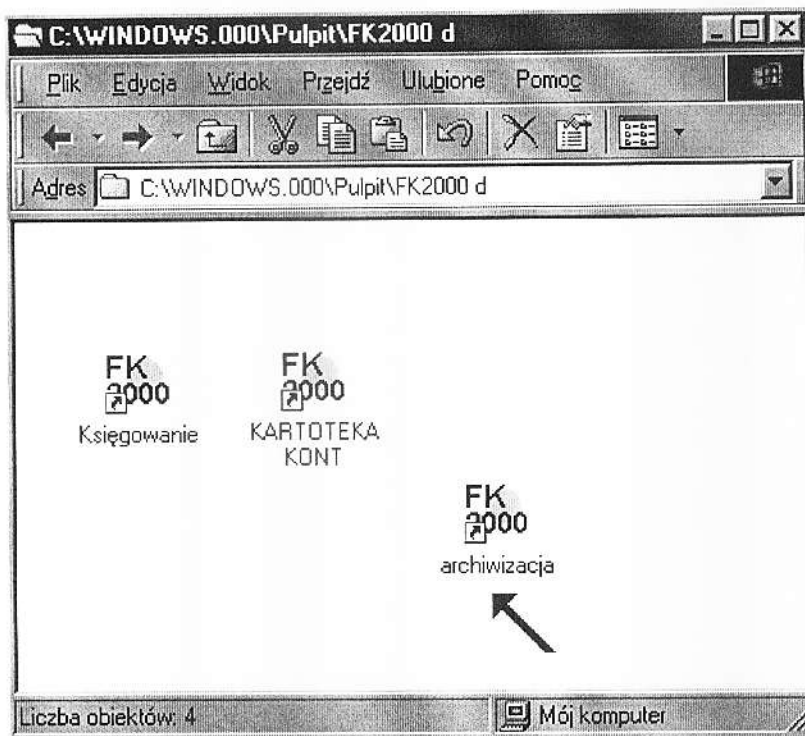 C:\WINDOWS.000\Pulpit\FK2000 d
Plik Edycja Widok Przejdź Ulubione Pomoc
Adres C:\WINDOWS.000\Pulpit\FK2000 d
FK
2000
Księgowanie
FK
2000
KARTOTEKA
KONT
FK
2000
archiwizacja
Liczba obiektów: 4 Mój komputer